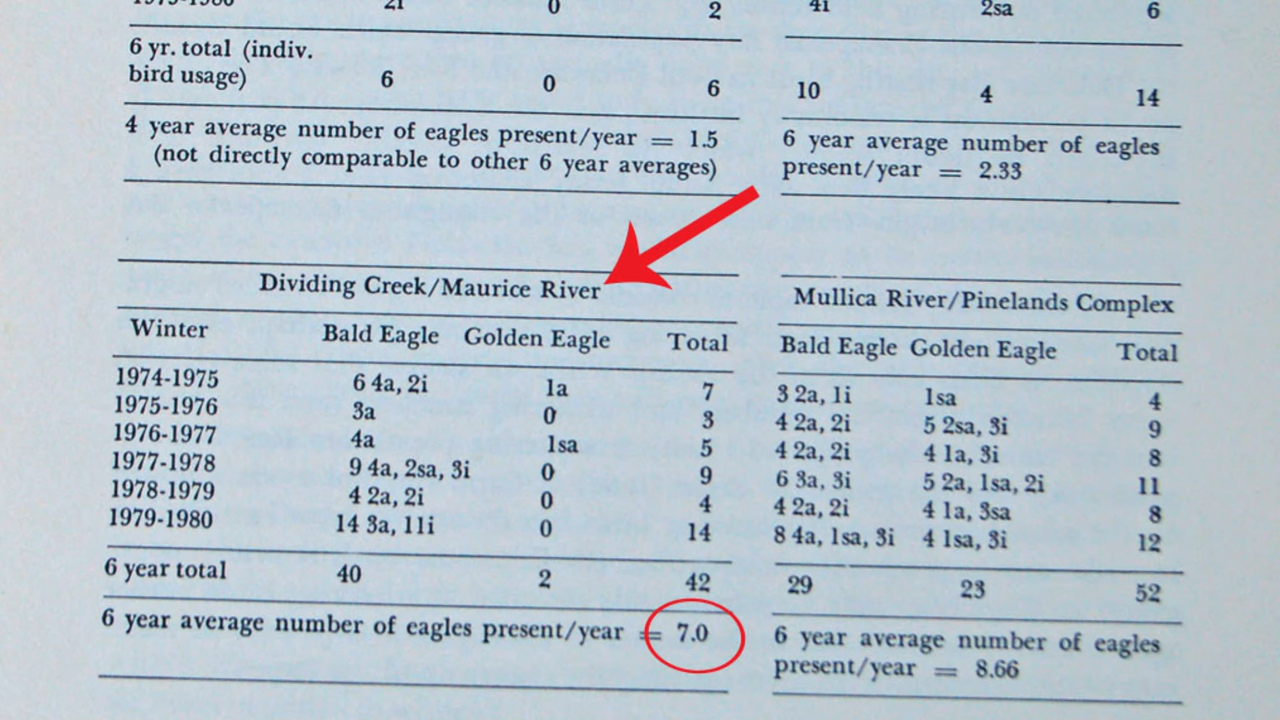 21 0 2 41 2sa 6
6 yr. total (indiv.
bird usage) 6 0 6 10 4 14
4 year average number of eagles present/year = 1.5
(not directly comparable to other 6 year averages)
6 year average number of eagles
present/year = 2.33
Dividing Creek/Maurice River
Mullica River/Pinelands Complex
Winter Bald Eagle Golden Eagle Total Bald Eagle Golden Eagle Total
1974-1975 6 4a, 2i 1a 7 3 2a, 1i 1sa 4
1975-1976 3a 0 3 4 2a, 2i 5 2sa, 3i 9
1976-1977 4a 1sa 5 4 2a, 2i 4 1a, 3i 8
1977-1978 9 4a, 2sa, 3i 0 9 6 3a, 3i 5 2a, 1sa, 2i 11
1978-1979 4 2a, 2i 0 4 4 2a, 2i 4 1a, 3sa 8
1979-1980 14 3a, 11i 0 14 8 4a, 1sa, 3i 4 1sa, 3i 12
6 year total 40 2 42 29 23 52
6 year average number of eagles present/year = 7.0
6 year average number of eagles
present/year = 8.66